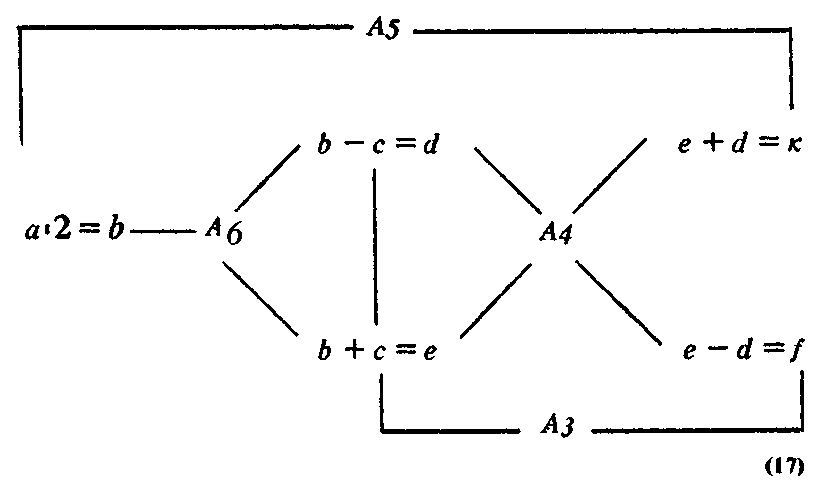 A5
b − c = d e + d = к
a:2 = b A6 A4
b + c = e e − d = f
A3
(17)